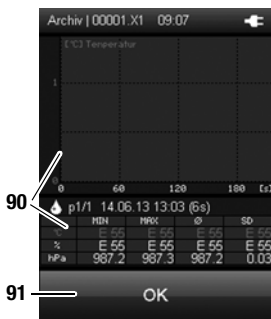 Archiv | 00001.X1 09:07
[°C] Temperatur
1
0
0 60 120 180 [s]
90
p1/1 14.06.13 13:03 (6s)
MIN MAX Ø SD
°C E 55 E 55 E 55 E 55
% E 55 E 55 E 55 E 55
hPa 987.2 987.3 987.2 0.03
91
OK